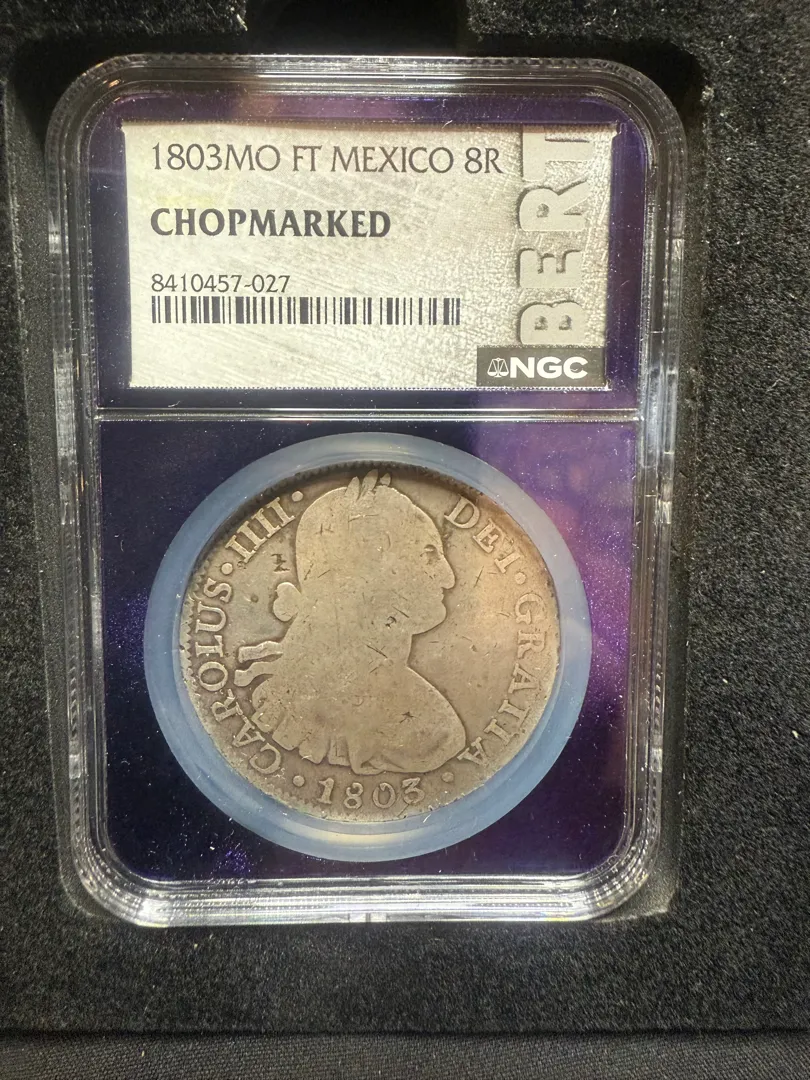 1803MO FT MEXICO 8R
CHOPMARKED
8410457-027
BERT
NGC
CAROLUS·IIII· DEI·GRATIA
·1803·